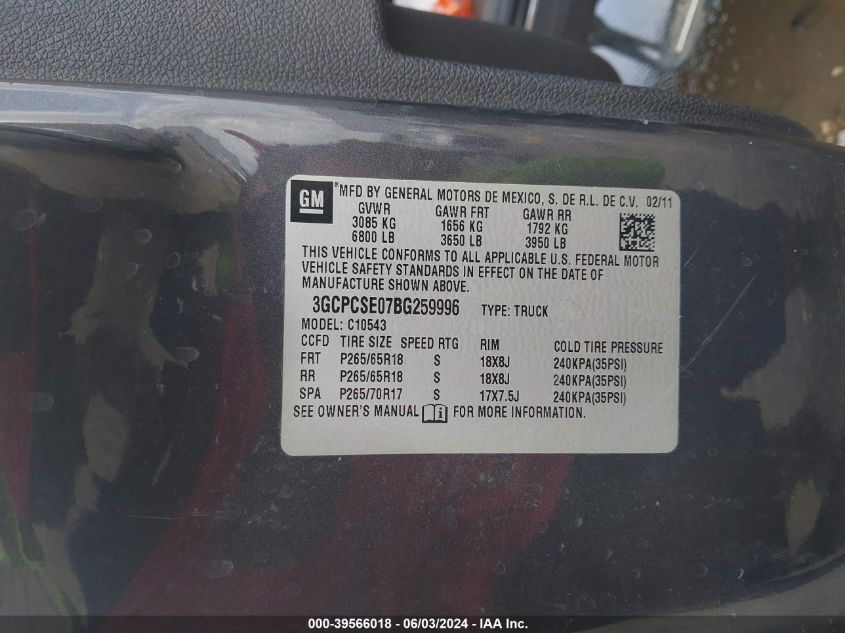 GM
*MFD BY GENERAL MOTORS DE MEXICO, S. DE R.L. DE C.V. 02/11
GVWR GAWR FRT GAWR RR
3085 KG 1656 KG 1792 KG
6800 LB 3650 LB 3950 LB
THIS VEHICLE CONFORMS TO ALL APPLICABLE U.S. FEDERAL MOTOR
VEHICLE SAFETY STANDARDS IN EFFECT ON THE DATE OF
MANUFACTURE SHOWN ABOVE.
3GCPCSE07BG259996 TYPE: TRUCK
MODEL: C10543
CCFD TIRE SIZE SPEED RTG RIM COLD TIRE PRESSURE
FRT P265/65R18 S 18X8J 240KPA(35PSI)
RR P265/65R18 S 18X8J 240KPA(35PSI)
SPA P265/70R17 S 17X7.5J 240KPA(35PSI)
SEE OWNER'S MANUAL FOR MORE INFORMATION.
000-39566018 - 06/03/2024 - IAA Inc.